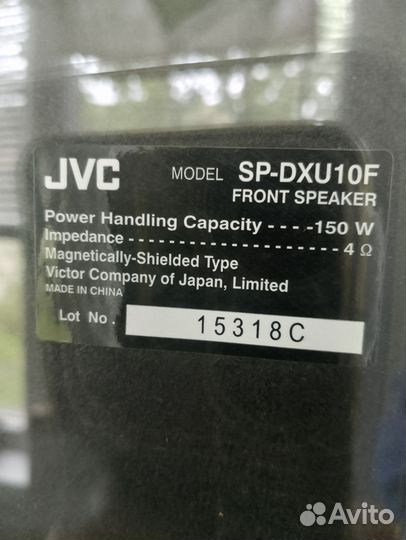 JVC MODEL SP-DXU10F
FRONT SPEAKER
Power Handling Capacity - - - -150 W
Impedance - - - - - - - - - - - - - - - - - - - 4 Ω
Magnetically-Shielded Type
Victor Company of Japan, Limited
MADE IN CHINA
Lot No . 15318C
Avito